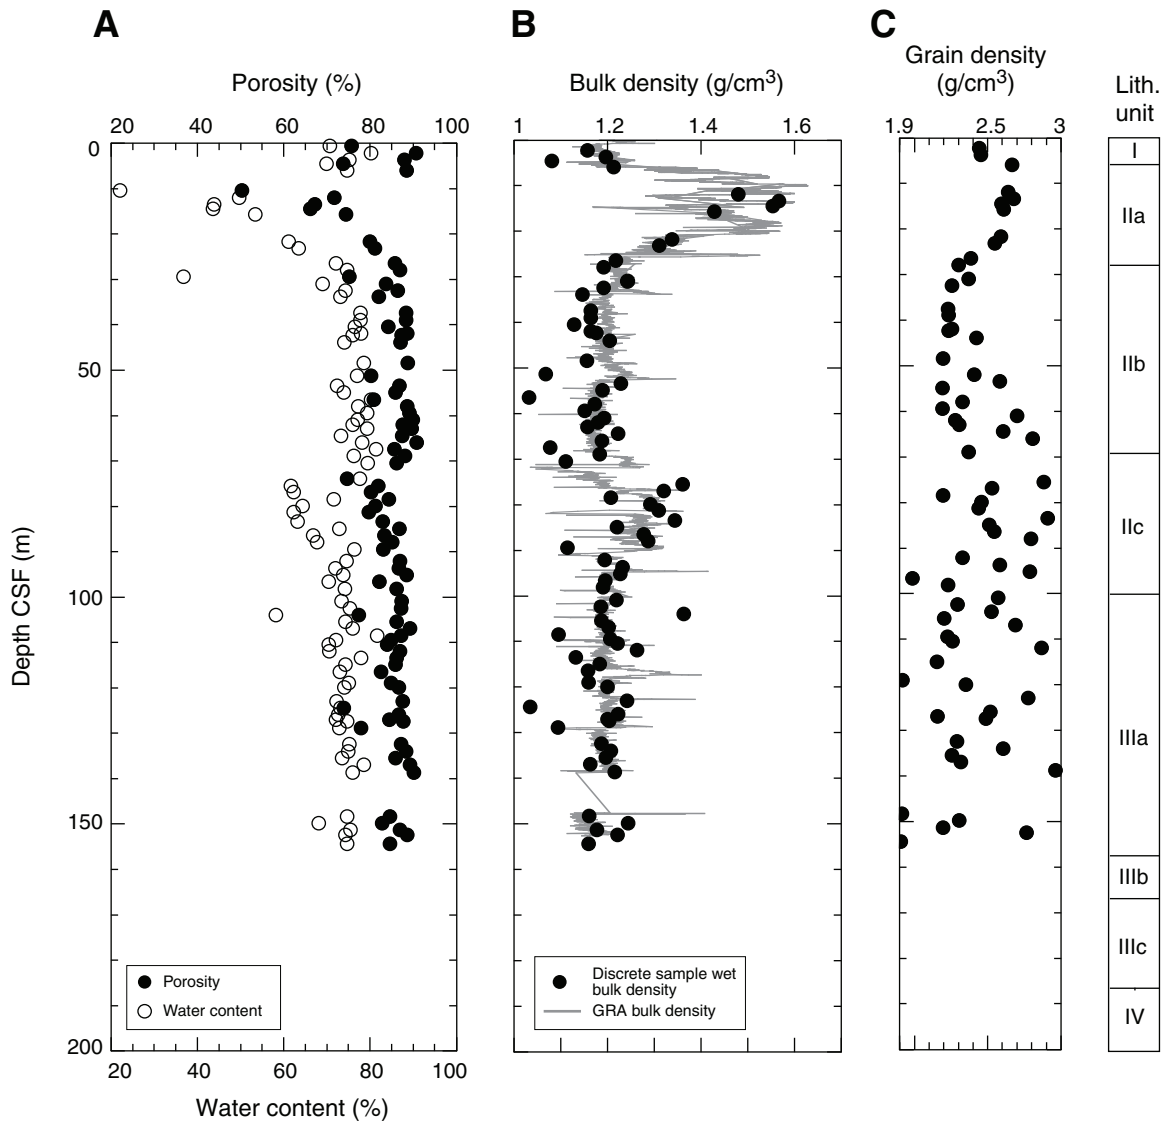 A
B
C
Porosity (%)
Bulk density (g/cm3)
Grain density
(g/cm3)
Lith.
unit
20 40 60 80 100
1 1.2 1.4 1.6
1.9 2.5 3
0
50
100
150
200
Depth CSF (m)
I
IIa
IIb
IIc
IIIa
IIIb
IIIc
IV
Porosity
Water content
Discrete sample wet
bulk density
GRA bulk density
20 40 60 80 100
Water content (%)